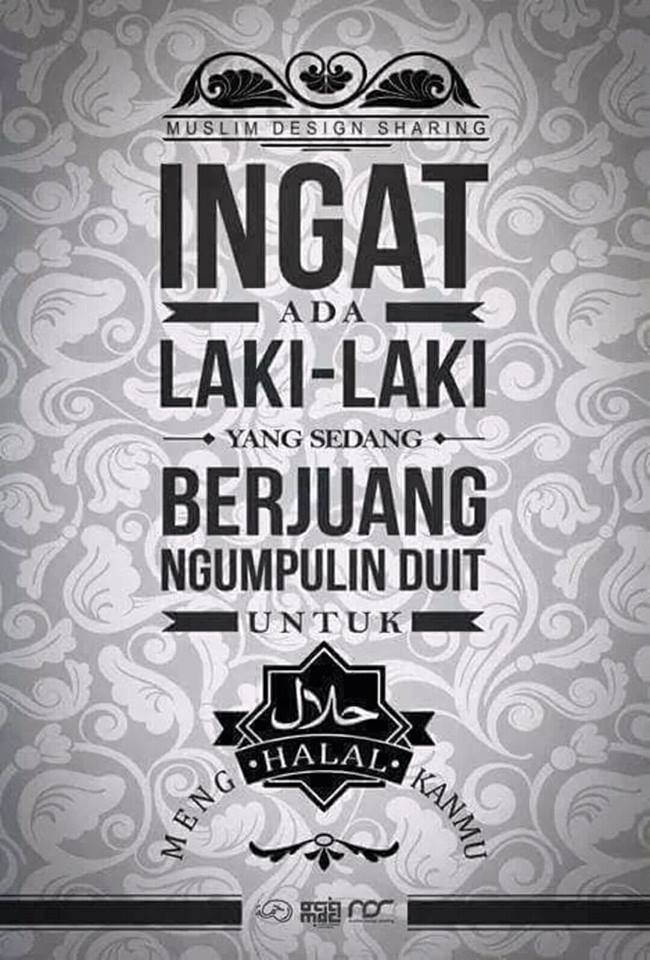 MUSLIM DESIGN SHARING
INGAT
ADA
LAKI-LAKI
YANG SEDANG
BERJUANG
NGUMPULIN DUIT
UNTUK
حلال
MENG HALAL KANMU